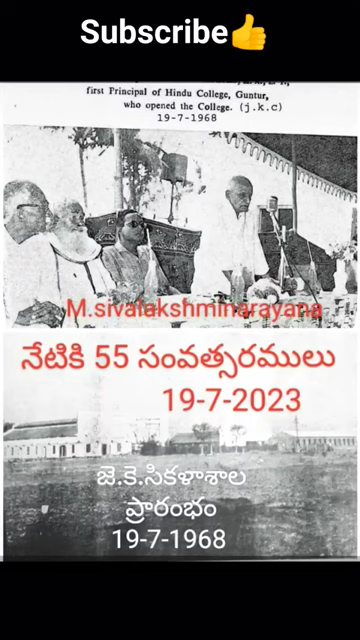 Subscribe👍
first Principal of Hindu College, Guntur,
who opened the College. (j.k.c)
19-7-1968
M.sivalakshminarayana
నేటికి 55 సంవత్సరములు
19-7-2023
జె.కె.సికళాశాల
ప్రారంభం
19-7-1968